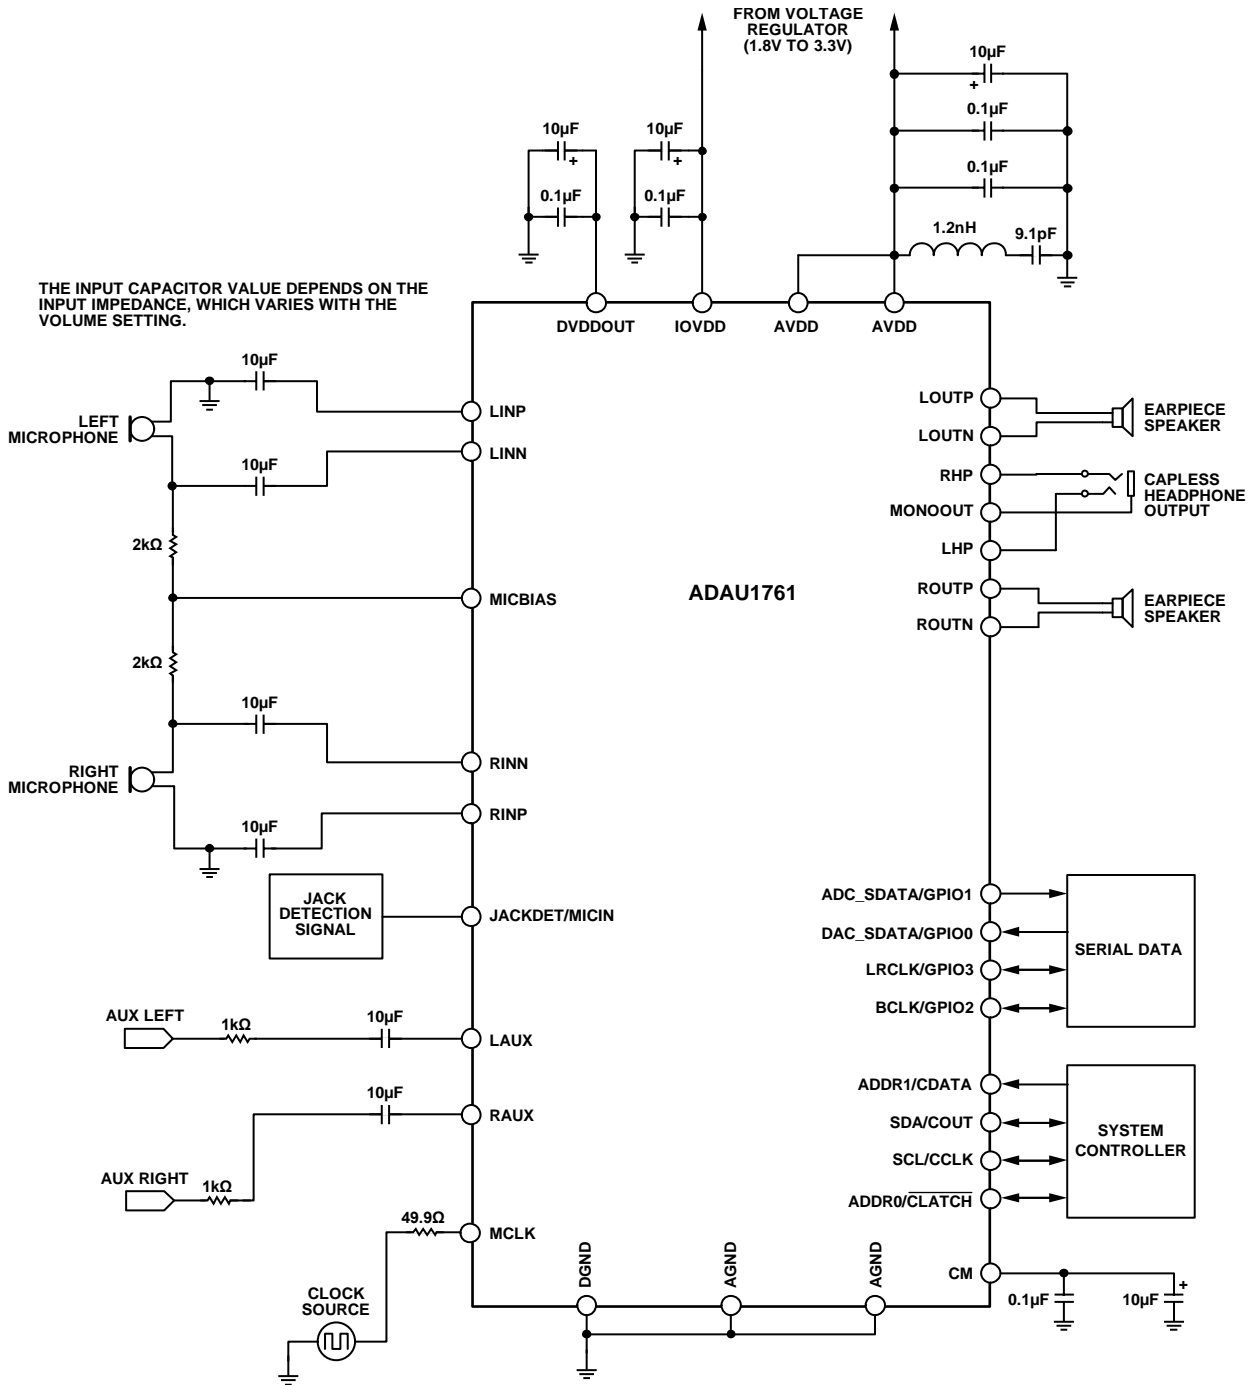 FROM VOLTAGE
REGULATOR
(1.8V TO 3.3V)
10µF
+
0.1µF
0.1µF
1.2nH
9.1pF
10µF
+
0.1µF
10µF
+
0.1µF
THE INPUT CAPACITOR VALUE DEPENDS ON THE
INPUT IMPEDANCE, WHICH VARIES WITH THE
VOLUME SETTING.
DVDDOUT
IOVDD
AVDD
AVDD
10µF
LEFT
MICROPHONE
10µF
2kΩ
2kΩ
10µF
RIGHT
MICROPHONE
10µF
LINP
LINN
MICBIAS
RINN
RINP
JACK
DETECTION
SIGNAL
JACKDET/MICIN
AUX LEFT
1kΩ
10µF
LAUX
10µF
RAUX
AUX RIGHT
1kΩ
49.9Ω
MCLK
CLOCK
SOURCE
ADAU1761
LOUTP
LOUTN
EARPIECE
SPEAKER
RHP
MONOOUT
LHP
CAPLESS
HEADPHONE
OUTPUT
ROUTP
ROUTN
EARPIECE
SPEAKER
ADC_SDATA/GPIO1
DAC_SDATA/GPIO0
LRCLK/GPIO3
BCLK/GPIO2
SERIAL DATA
ADDR1/CDATA
SDA/COUT
SCL/CCLK
ADDR0/CLATCH
SYSTEM
CONTROLLER
DGND
AGND
AGND
CM
0.1µF
10µF
+